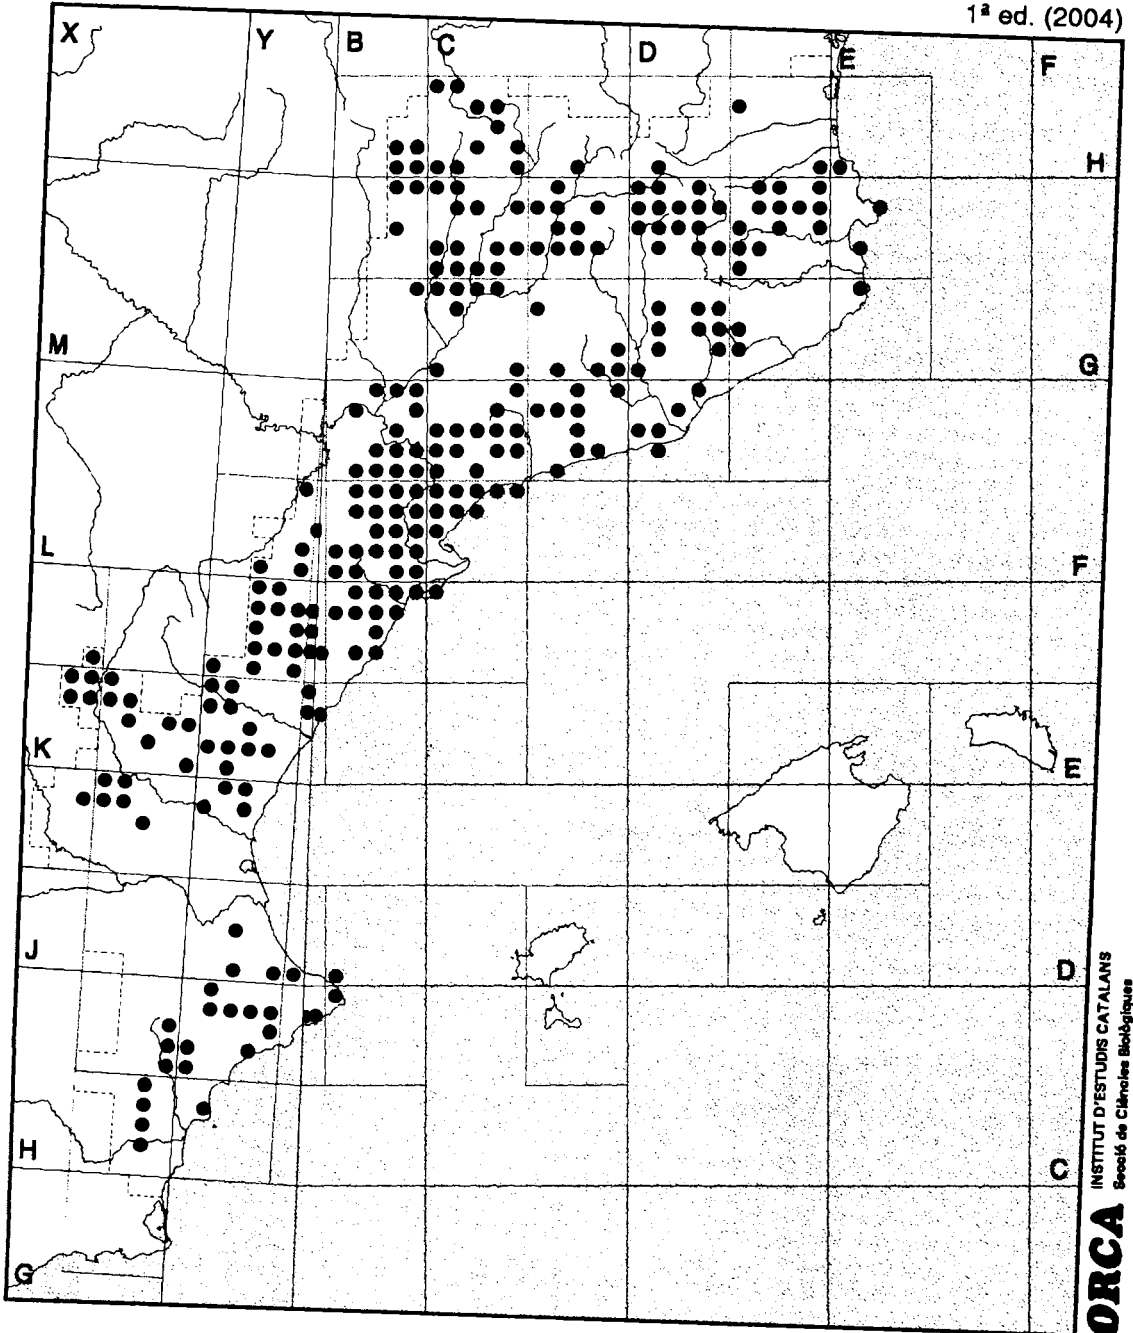 1ª ed. (2004)
X Y B C D E F
H
M
G
L
F
K
E
J
D
H
C
G
INSTITUT D'ESTUDIS CATALANS
Secció de Ciències Biològiques
ORCA